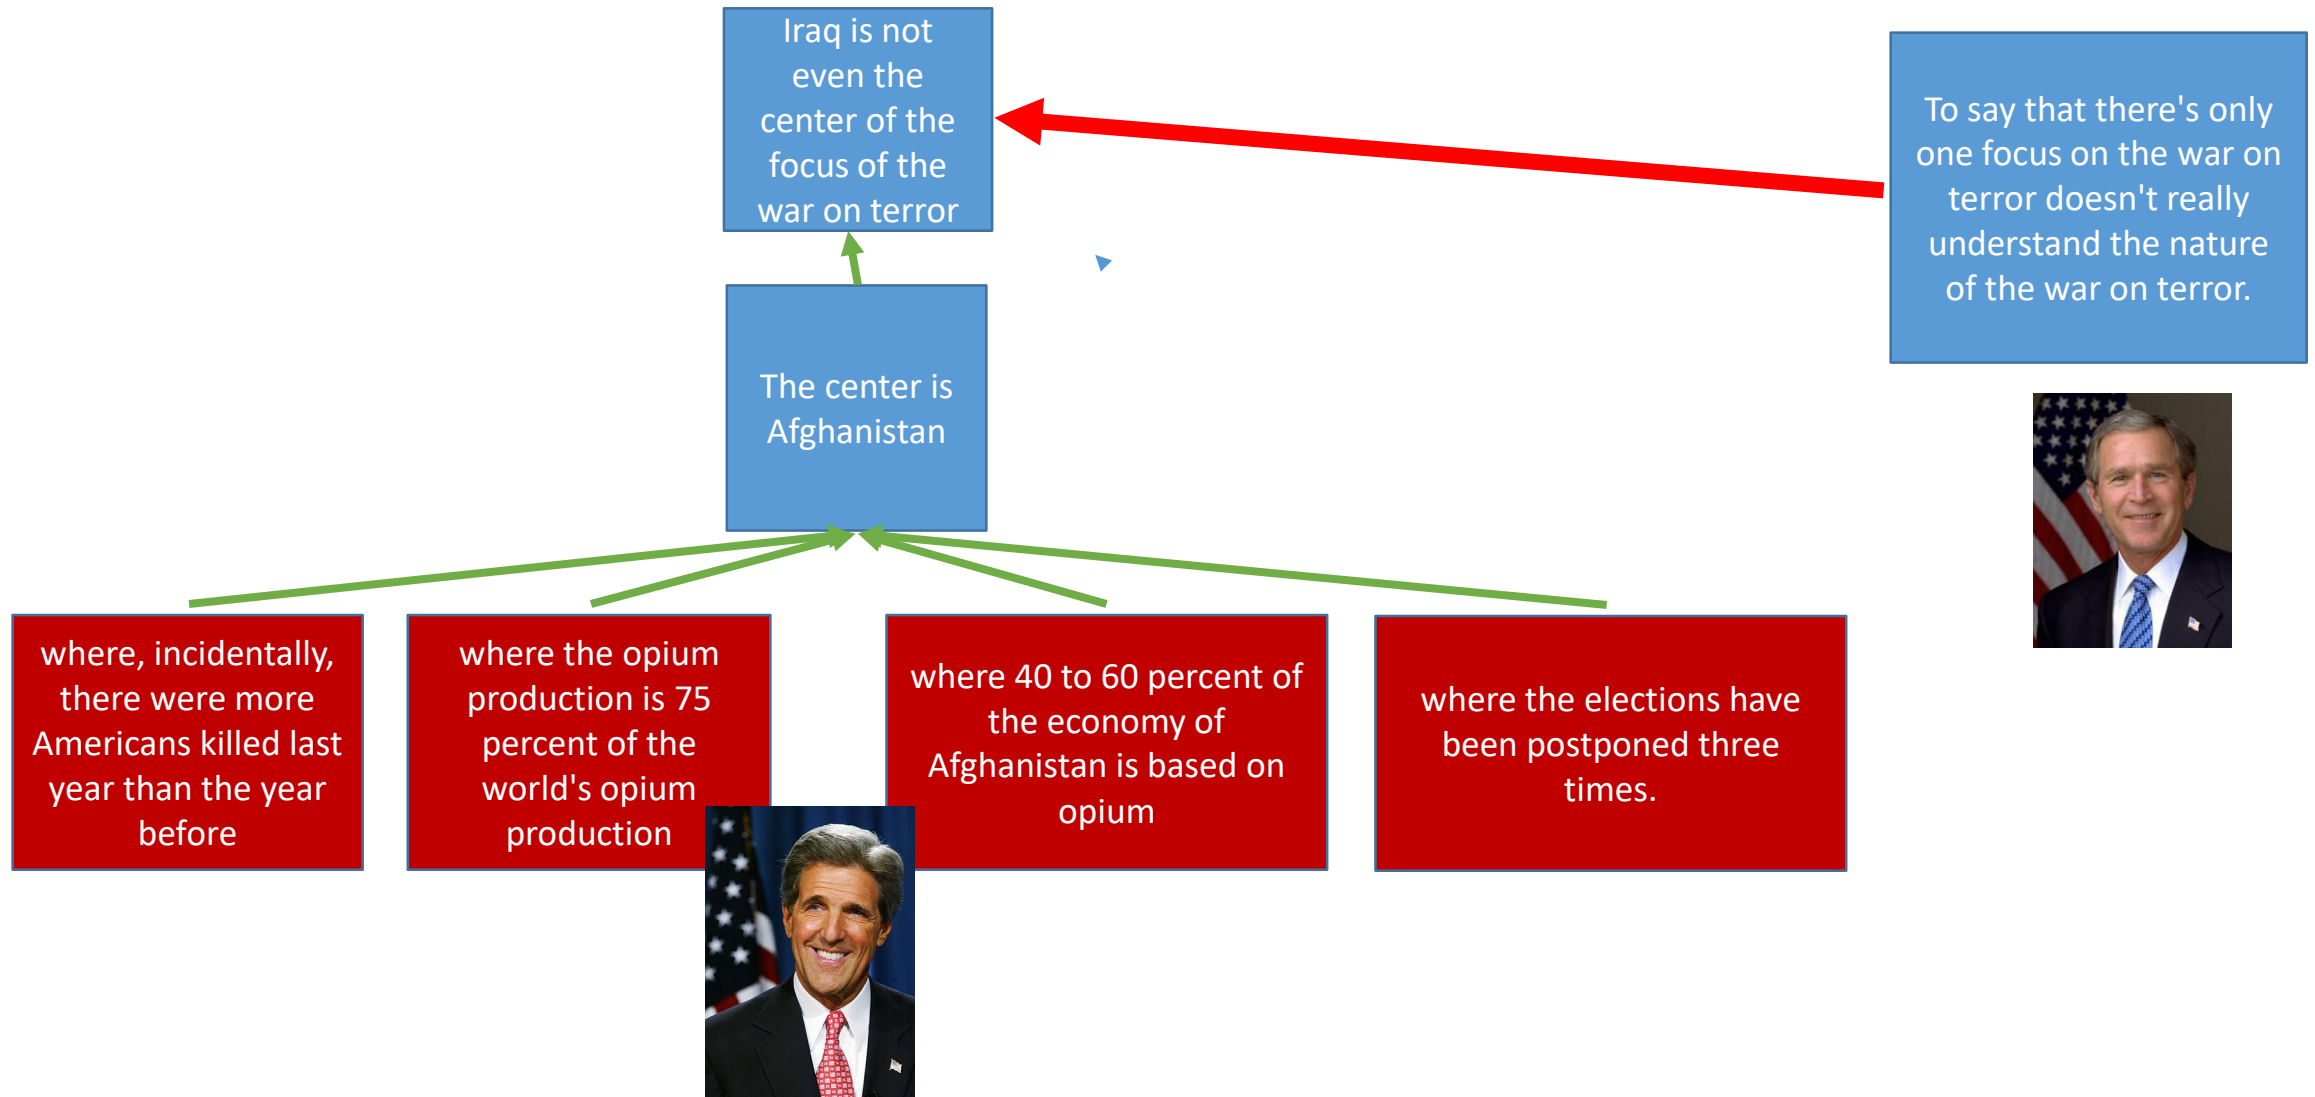 Iraq is not
even the
center of the
focus of the
war on terror
To say that there's only
one focus on the war on
terror doesn't really
understand the nature
of the war on terror.
The center is
Afghanistan
where, incidentally,
there were more
Americans killed last
year than the year
before
where the opium
production is 75
percent of the
world's opium
production
where 40 to 60 percent of
the economy of
Afghanistan is based on
opium
where the elections have
been postponed three
times.